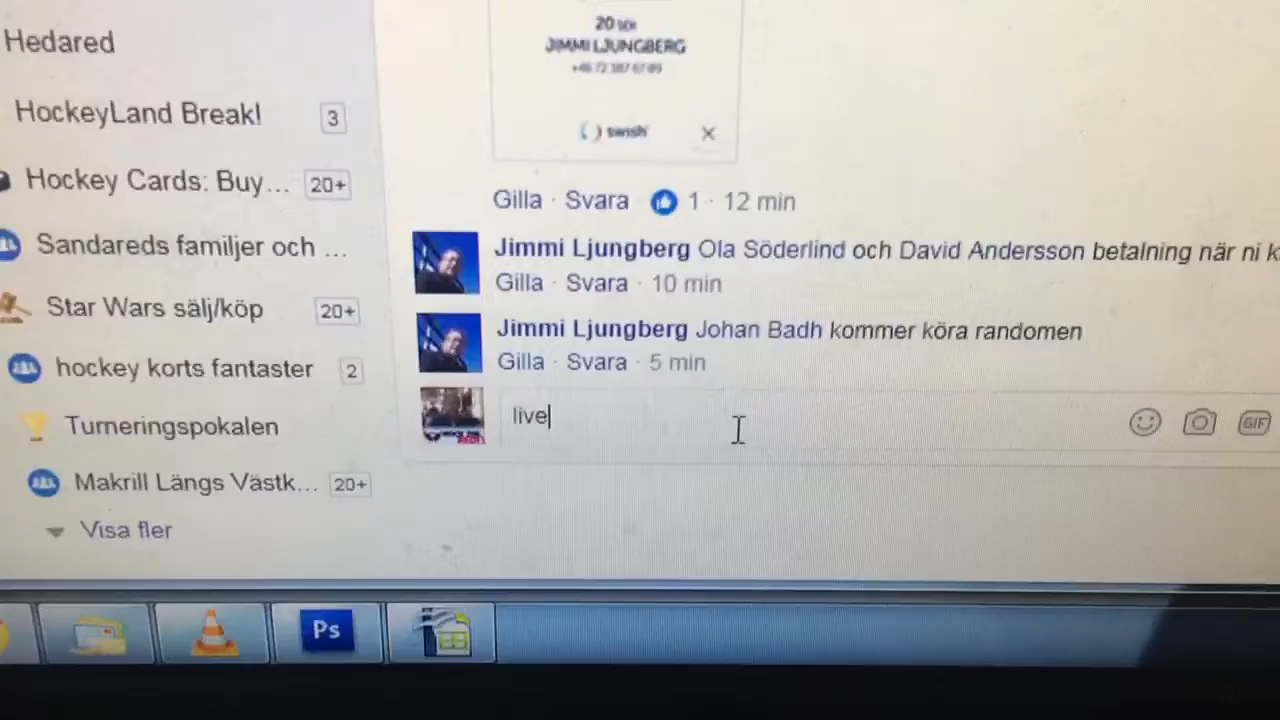 Hedared
HockeyLand Break! 3
Hockey Cards: Buy... 20+
Sandareds familjer och ...
Star Wars sälj/köp 20+
hockey korts fantaster 2
Turneringspokalen
Makrill Längs Västk... 20+
Visa fler
20 SEK
JIMMI LJUNGBERG
swish
Gilla · Svara 1 · 12 min
Jimmi Ljungberg Ola Söderlind och David Andersson betalning när ni
Gilla · Svara · 10 min
Jimmi Ljungberg Johan Badh kommer köra randomen
Gilla · Svara · 5 min
live
GIF
Ps